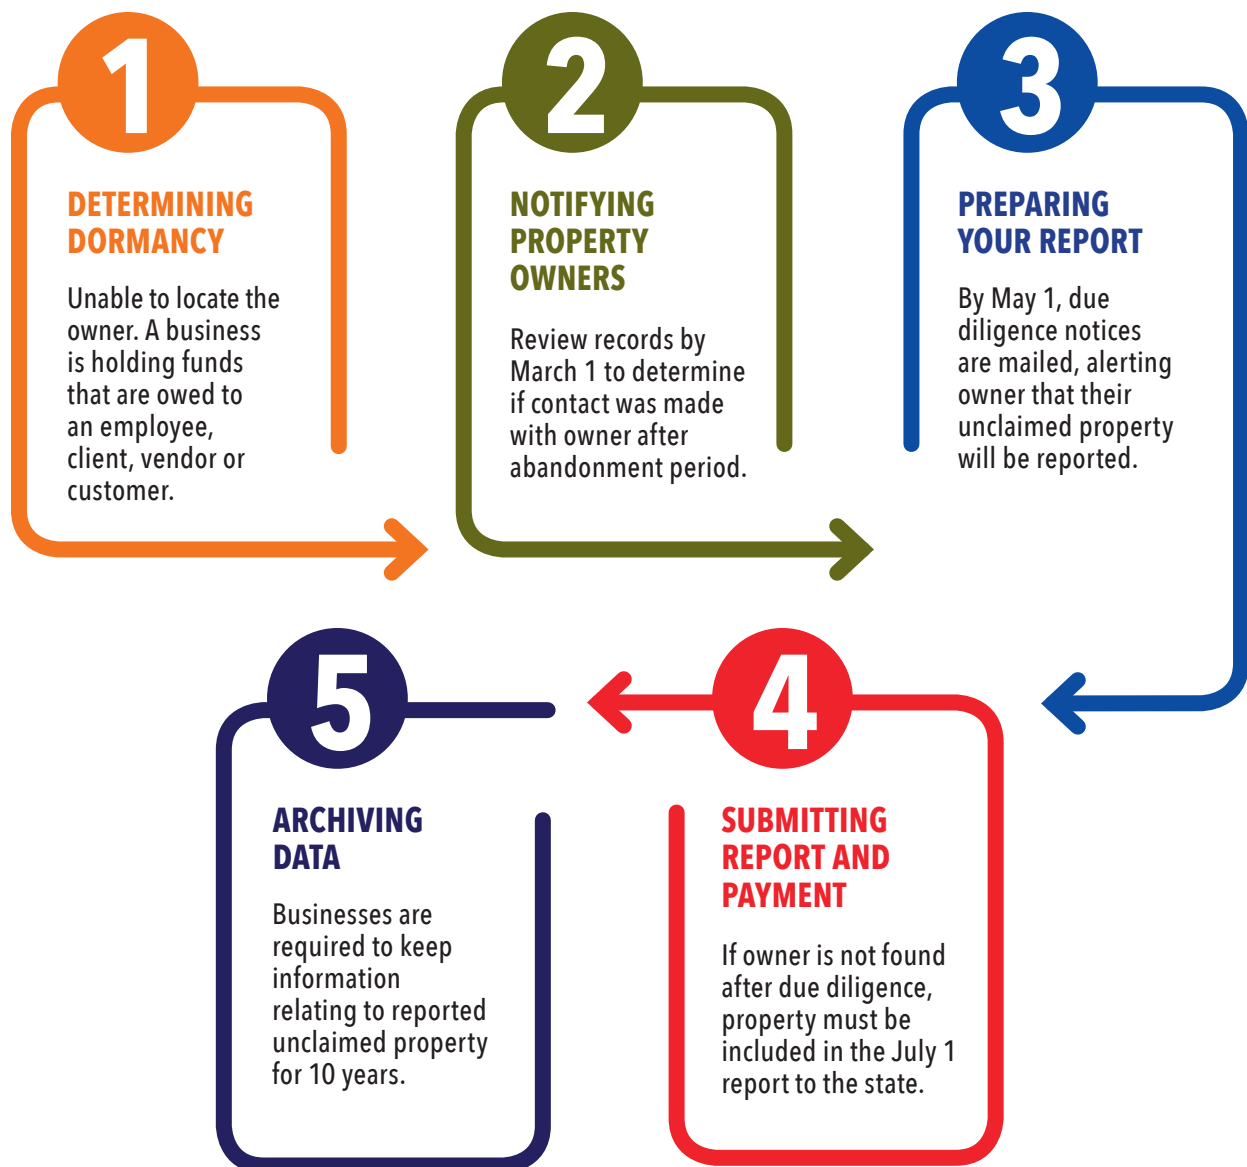 1
DETERMINING
DORMANCY
Unable to locate the
owner. A business
is holding funds
that are owed to
an employee,
client, vendor or
customer.
2
NOTIFYING
PROPERTY
OWNERS
Review records by
March 1 to determine
if contact was made
with owner after
abandonment period.
3
PREPARING
YOUR REPORT
By May 1, due
diligence notices
are mailed, alerting
owner that their
unclaimed property
will be reported.
4
SUBMITTING
REPORT AND
PAYMENT
If owner is not found
after due diligence,
property must be
included in the July 1
report to the state.
5
ARCHIVING
DATA
Businesses are
required to keep
information
relating to reported
unclaimed property
for 10 years.